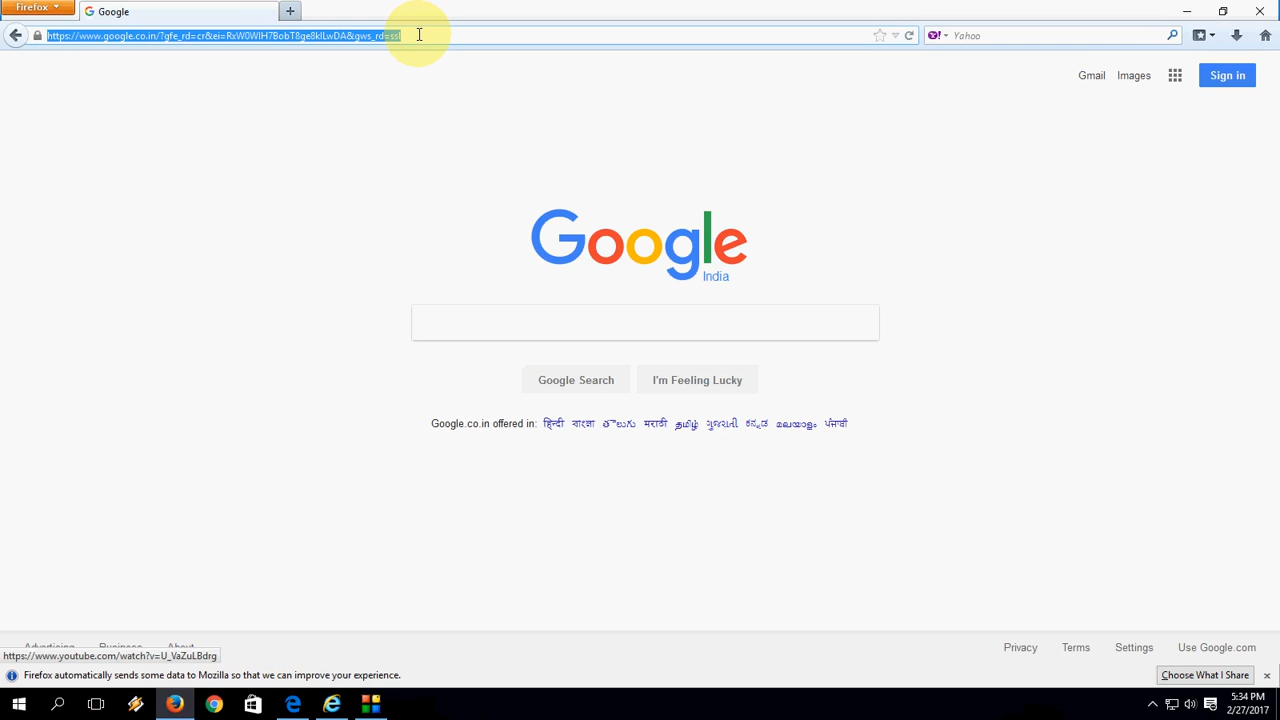 Firefox
Google
https://www.google.co.in/?gfe_rd=cr&ei=RxW0WIH7BobT8ge8kILwDA&gws_rd=ssl
Yahoo
Gmail Images Sign in
Google
India
Google Search I'm Feeling Lucky
Google.co.in offered in: हिन्दी বাংলা తెలుగు मराठी தமிழ் ગુજરાતી ಕನ್ನಡ മലയാളം ਪੰਜਾਬੀ
Advertising Business About Privacy Terms Settings Use Google.com
https://www.youtube.com/watch?v=U_VaZuLBdrg
Firefox automatically sends some data to Mozilla so that we can improve your experience. Choose What I Share
5:34 PM
2/27/2017